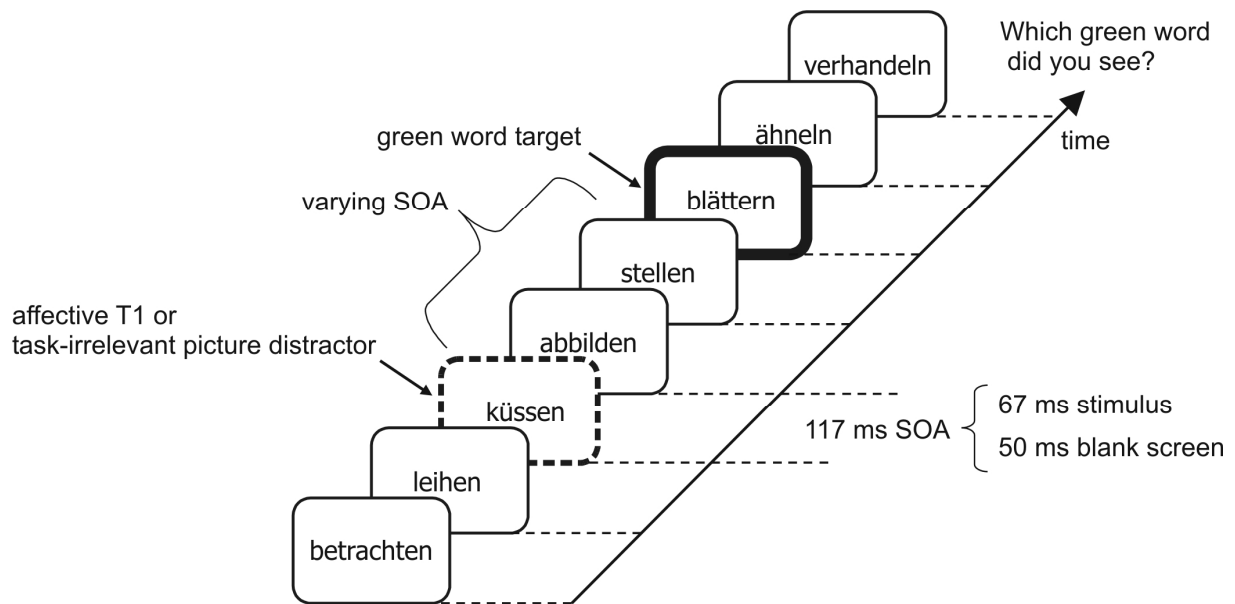 Which green word
did you see?
verhandeln
time
ähneln
green word target
blättern
varying SOA
stellen
affective T1 or
task-irrelevant picture distractor
abbilden
küssen
117 ms SOA
67 ms stimulus
50 ms blank screen
leihen
betrachten